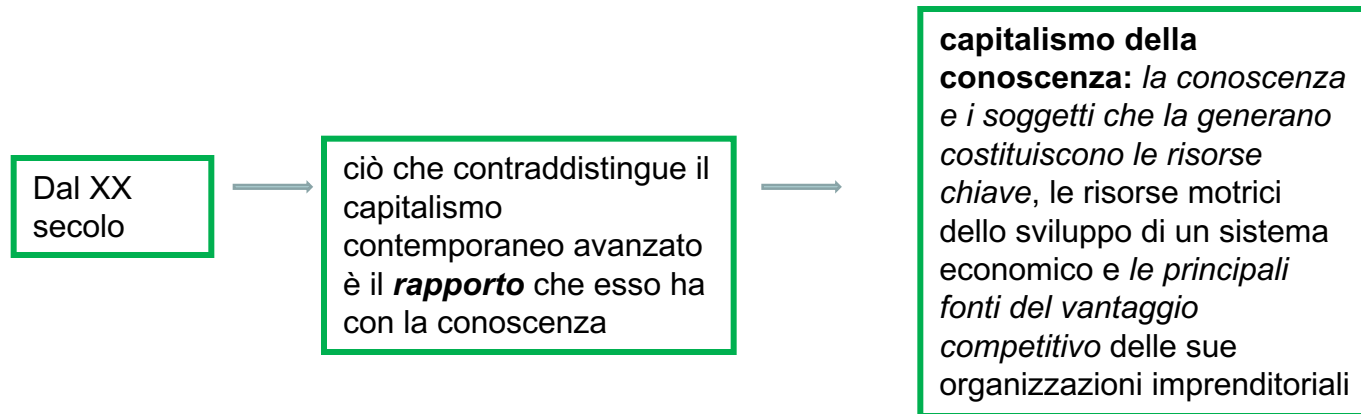 Dal XX
secolo
ciò che contraddistingue il
capitalismo
contemporaneo avanzato
è il rapporto che esso ha
con la conoscenza
capitalismo della
conoscenza: la conoscenza
e i soggetti che la generano
costituiscono le risorse
chiave, le risorse motrici
dello sviluppo di un sistema
economico e le principali
fonti del vantaggio
competitivo delle sue
organizzazioni imprenditoriali